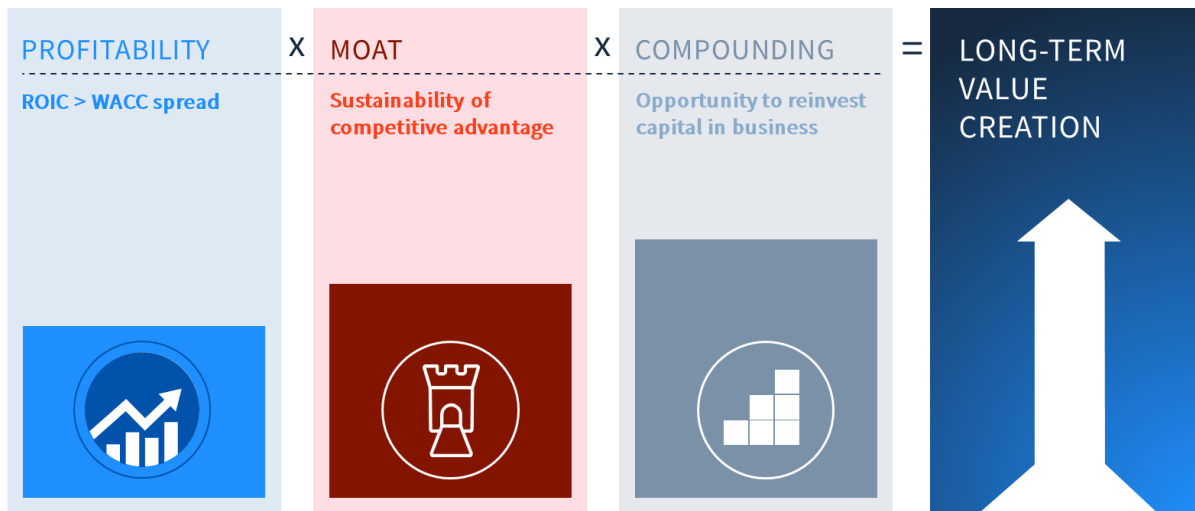 PROFITABILITY
ROIC > WACC spread
x
MOAT
Sustainability of
competitive advantage
x
COMPOUNDING
Opportunity to reinvest
capital in business
=
LONG-TERM
VALUE
CREATION